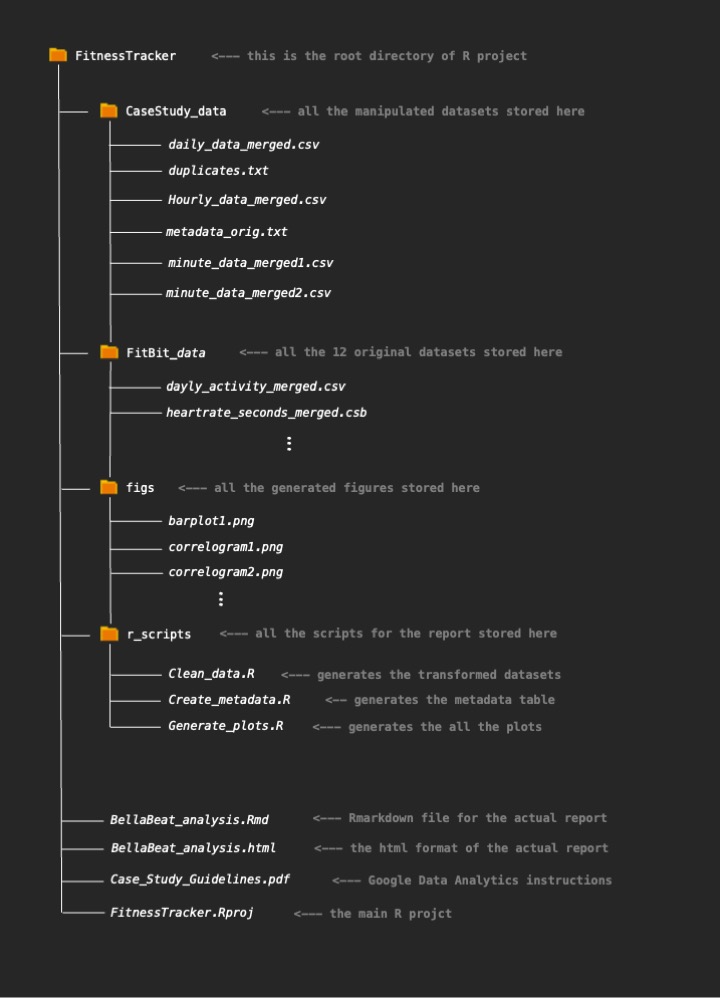 FitnessTracker <––– this is the root directory of R project
CaseStudy_data <––– all the manipulated datasets stored here
daily_data_merged.csv
duplicates.txt
Hourly_data_merged.csv
metadata_orig.txt
minute_data_merged1.csv
minute_data_merged2.csv
FitBit_data <––– all the 12 original datasets stored here
dayly_activity_merged.csv
heartrate_seconds_merged.csb
figs <––– all the generated figures stored here
barplot1.png
correlogram1.png
correlogram2.png
r_scripts <––– all the scripts for the report stored here
Clean_data.R <––– generates the transformed datasets
Create_metadata.R <–– generates the metadata table
Generate_plots.R <––– generates the all the plots
BellaBeat_analysis.Rmd <––– Rmarkdown file for the actual report
BellaBeat_analysis.html <––– the html format of the actual report
Case_Study_Guidelines.pdf <––– Google Data Analytics instructions
FitnessTracker.Rproj <––– the main R projct